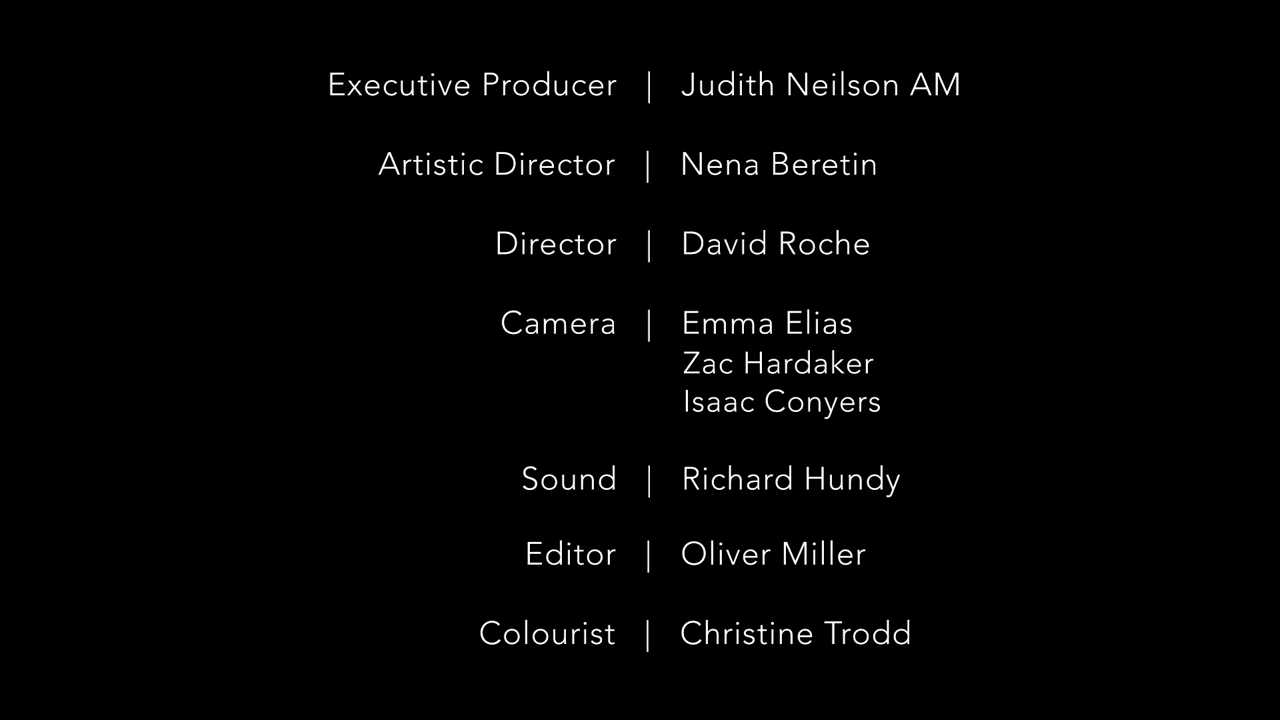 Executive Producer | Judith Neilson AM
Artistic Director | Nena Beretin
Director | David Roche
Camera | Emma Elias
Zac Hardaker
Isaac Conyers
Sound | Richard Hundy
Editor | Oliver Miller
Colourist | Christine Trodd